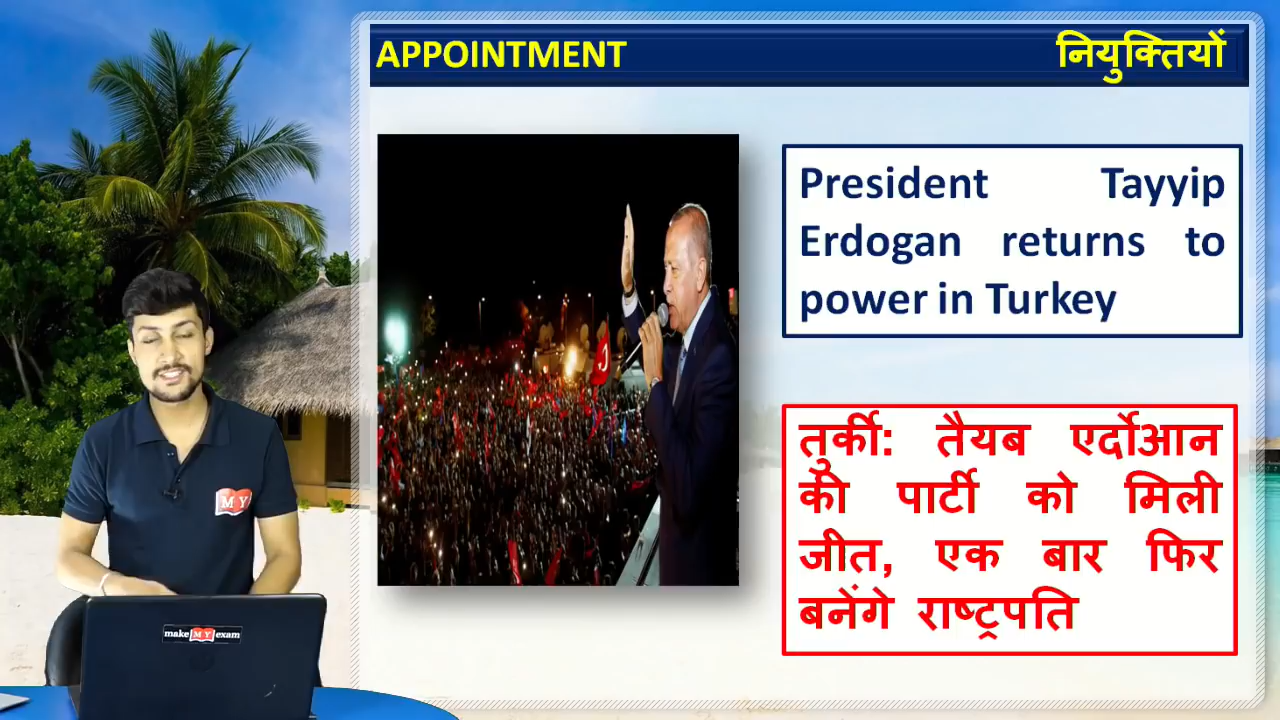 APPOINTMENT
नियुक्तियों
President Tayyip
Erdogan returns to
power in Turkey
तुर्की: तैयब एर्दोआन
की पार्टी को मिली
जीत, एक बार फिर
बनेंगे राष्ट्रपति
MY
make MY exam